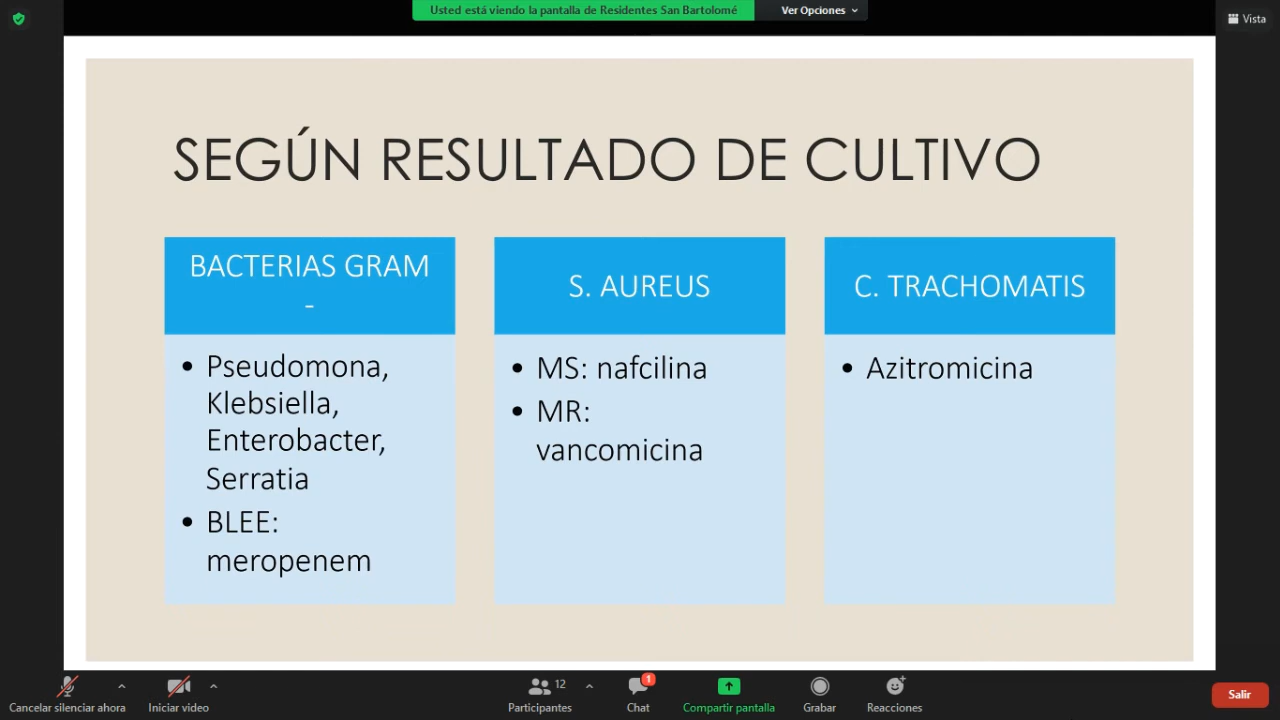 Usted está viendo la pantalla de Residentes San Bartolomé
Ver Opciones
Vista
SEGÚN RESULTADO DE CULTIVO
BACTERIAS GRAM
-
• Pseudomona,
Klebsiella,
Enterobacter,
Serratia
• BLEE:
meropenem
S. AUREUS
• MS: nafcilina
• MR:
vancomicina
C. TRACHOMATIS
• Azitromicina
Cancelar silenciar ahora
Iniciar video
12
Participantes
1
Chat
Compartir pantalla
Grabar
Reacciones
Salir